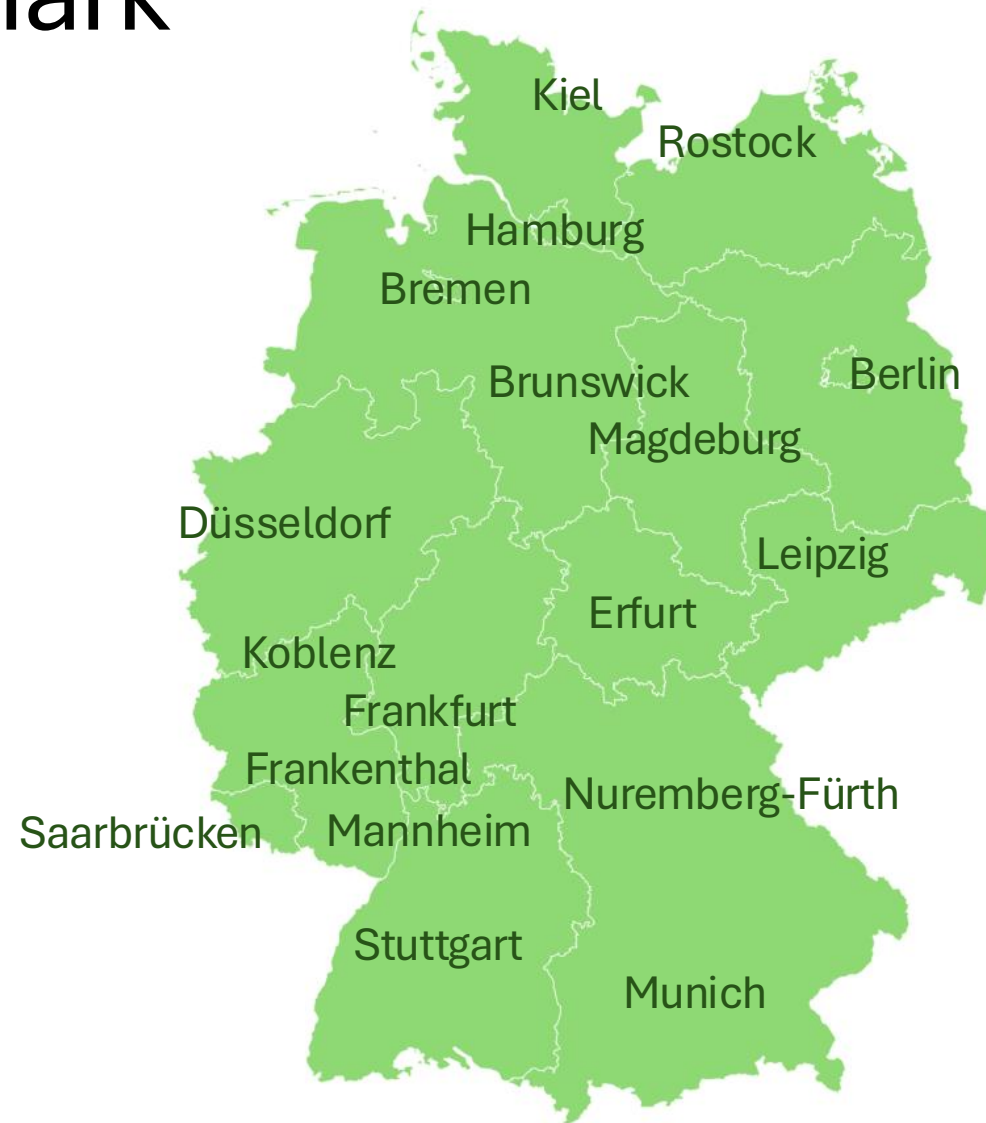 Kiel
Rostock
Hamburg
Bremen
Berlin
Brunswick
Magdeburg
Düsseldorf
Leipzig
Erfurt
Koblenz
Frankfurt
Frankenthal
Nuremberg-Fürth
Saarbrücken
Mannheim
Stuttgart
Munich